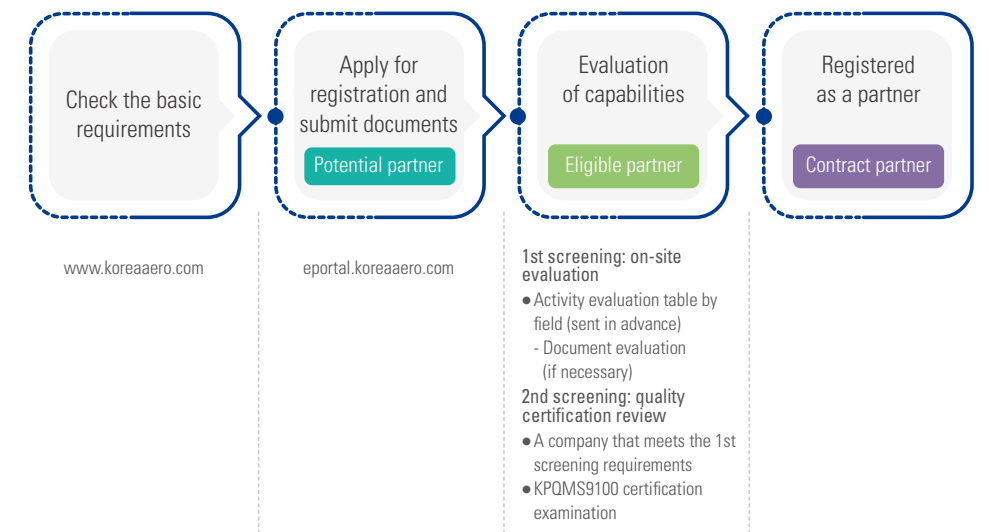 Check the basic
requirements
Apply for
registration and
submit documents
Potential partner
Evaluation
of capabilities
Eligible partner
Registered
as a partner
Contract partner
www.koreaaero.com
eportal.koreaaero.com
1st screening: on-site
evaluation
● Activity evaluation table by
field (sent in advance)
- Document evaluation
(if necessary)
2nd screening: quality
certification review
● A company that meets the 1st
screening requirements
● KPQMS9100 certification
examination